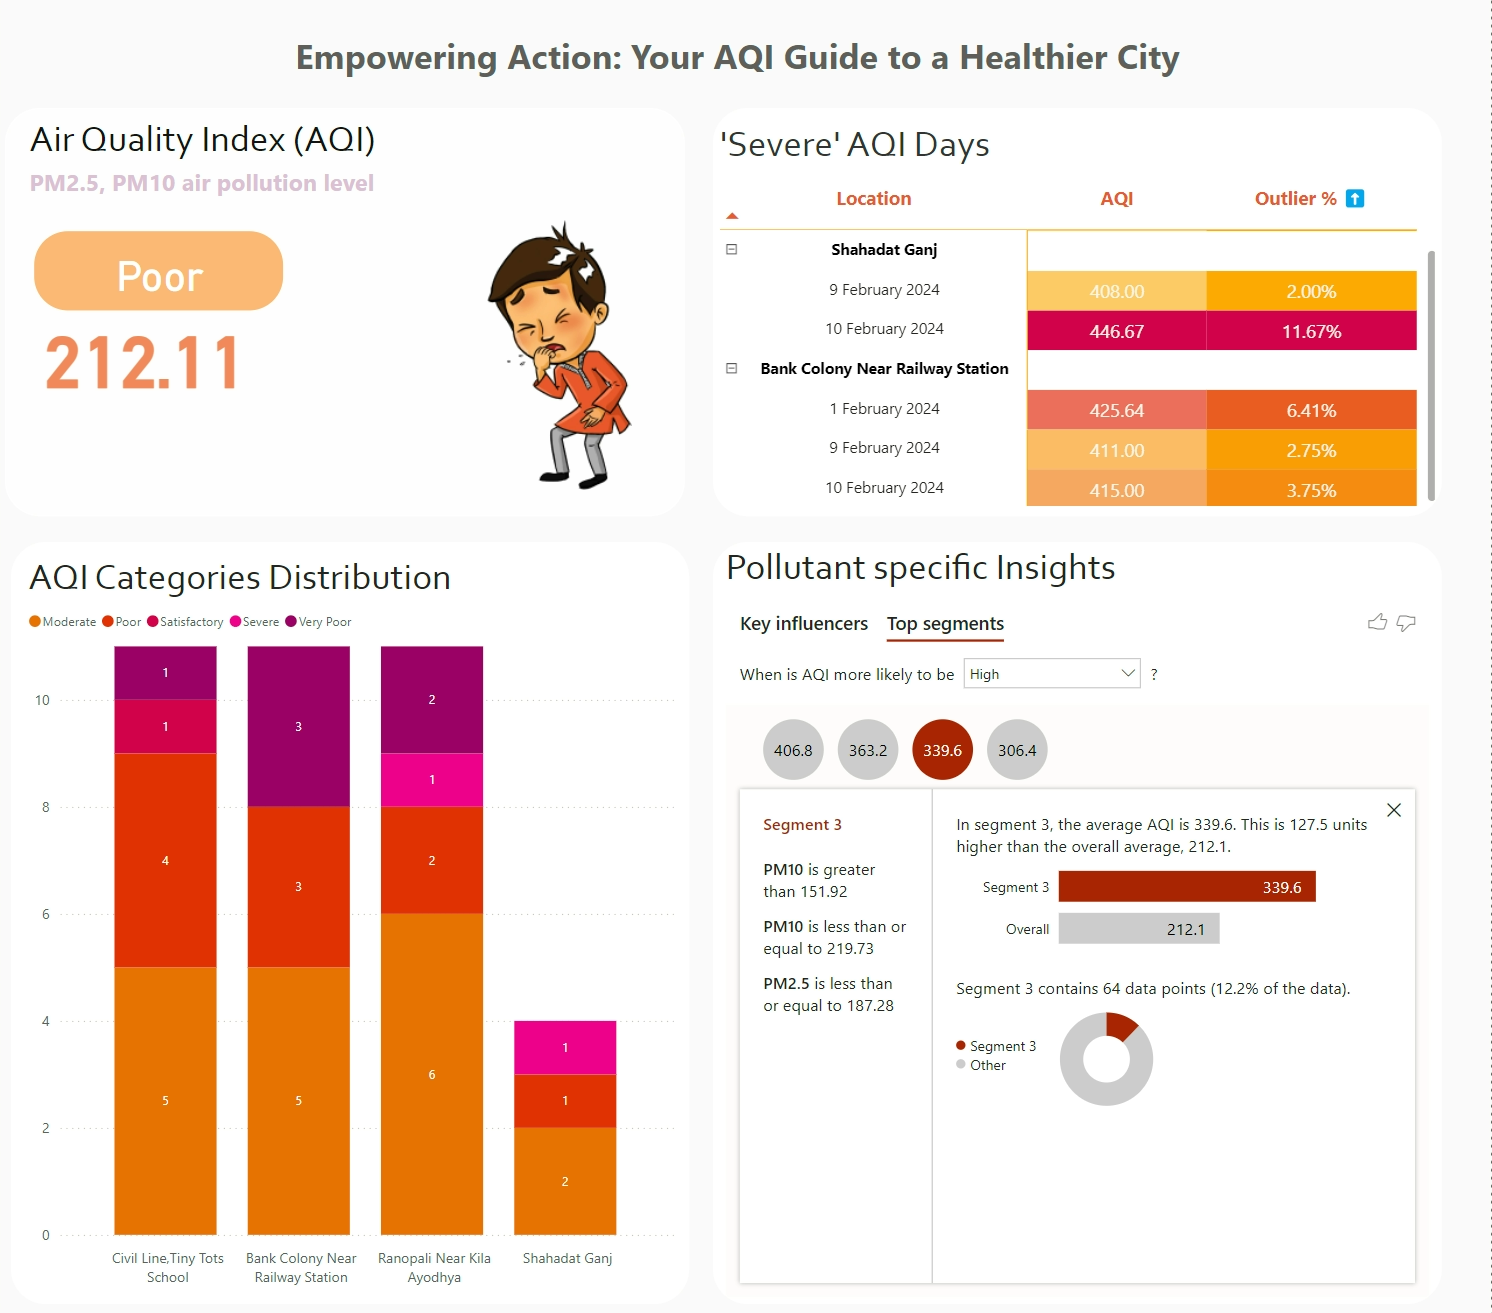 Empowering Action: Your AQI Guide to a Healthier City
Air Quality Index (AQI)
PM2.5, PM10 air pollution level
Poor
212.11
'Severe' AQI Days
Location AQI Outlier % ⬆
Shahadat Ganj
9 February 2024 408.00 2.00%
10 February 2024 446.67 11.67%
Bank Colony Near Railway Station
1 February 2024 425.64 6.41%
9 February 2024 411.00 2.75%
10 February 2024 415.00 3.75%
AQI Categories Distribution
Moderate Poor Satisfactory Severe Very Poor
10
8
6
4
2
0
1
1
4
5
3
3
5
2
1
2
6
1
1
2
Civil Line,Tiny Tots
School
Bank Colony Near
Railway Station
Ranopali Near Kila
Ayodhya
Shahadat Ganj
Pollutant specific Insights
Key influencers Top segments
When is AQI more likely to be High ?
406.8 363.2 339.6 306.4
Segment 3
PM10 is greater
than 151.92
PM10 is less than or
equal to 219.73
PM2.5 is less than
or equal to 187.28
In segment 3, the average AQI is 339.6. This is 127.5 units
higher than the overall average, 212.1.
Segment 3 339.6
Overall 212.1
Segment 3 contains 64 data points (12.2% of the data).
Segment 3
Other